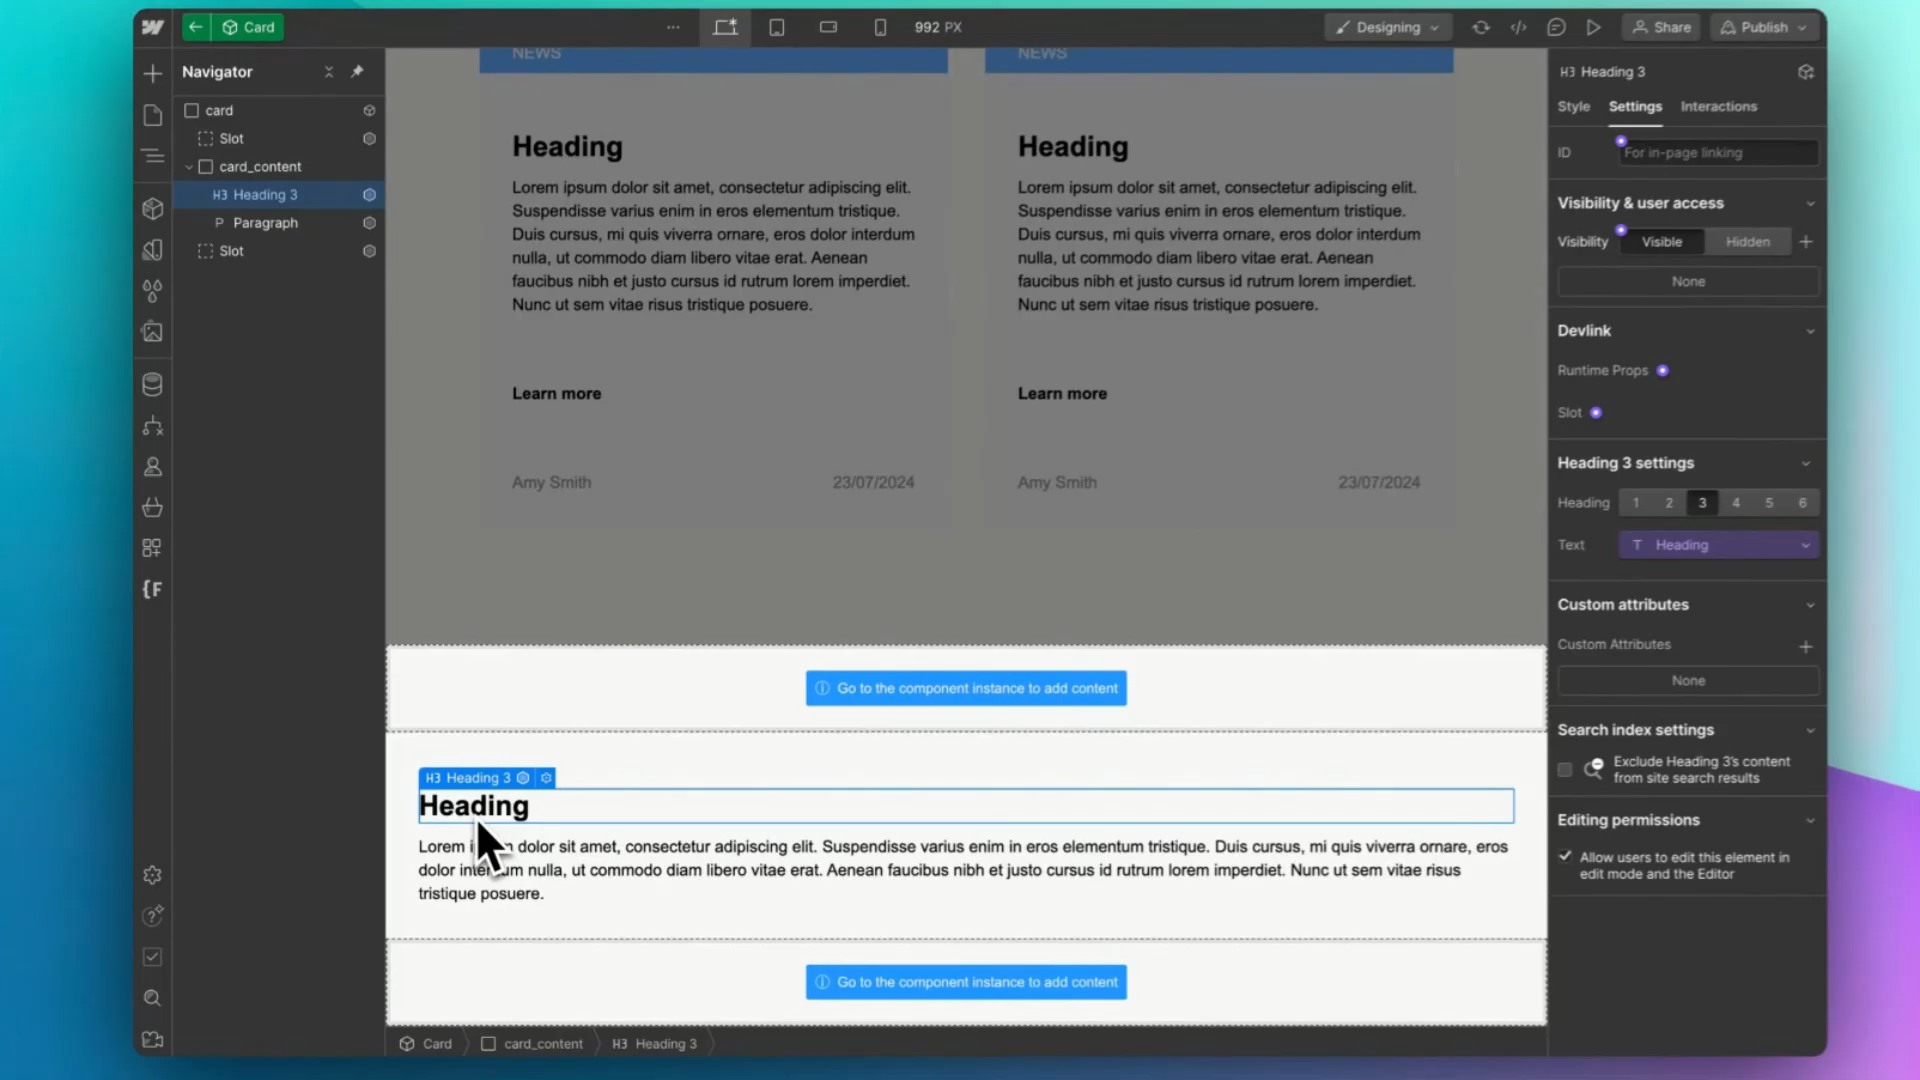 Card
992 PX
Designing
Share
Publish
Navigator
card
Slot
card_content
H3 Heading 3
P Paragraph
Slot
NEWS
NEWS
Heading
Lorem ipsum dolor sit amet, consectetur adipiscing elit.
Suspendisse varius enim in eros elementum tristique.
Duis cursus, mi quis viverra ornare, eros dolor interdum
nulla, ut commodo diam libero vitae erat. Aenean
faucibus nibh et justo cursus id rutrum lorem imperdiet.
Nunc ut sem vitae risus tristique posuere.
Learn more
Amy Smith
23/07/2024
Heading
Lorem ipsum dolor sit amet, consectetur adipiscing elit.
Suspendisse varius enim in eros elementum tristique.
Duis cursus, mi quis viverra ornare, eros dolor interdum
nulla, ut commodo diam libero vitae erat. Aenean
faucibus nibh et justo cursus id rutrum lorem imperdiet.
Nunc ut sem vitae risus tristique posuere.
Learn more
Amy Smith
23/07/2024
Go to the component instance to add content
H3 Heading 3
Heading
Lorem dolor sit amet, consectetur adipiscing elit. Suspendisse varius enim in eros elementum tristique. Duis cursus, mi quis viverra ornare, eros
dolor interdum nulla, ut commodo diam libero vitae erat. Aenean faucibus nibh et justo cursus id rutrum lorem imperdiet. Nunc ut sem vitae risus
tristique posuere.
Go to the component instance to add content
Card
card_content
H3 Heading 3
H3 Heading 3
Style Settings Interactions
ID For in-page linking
Visibility & user access
Visibility Visible Hidden
None
Devlink
Runtime Props
Slot
Heading 3 settings
Heading 1 2 3 4 5 6
Text T Heading
Custom attributes
Custom Attributes
None
Search index settings
Exclude Heading 3's content
from site search results
Editing permissions
Allow users to edit this element in
edit mode and the Editor